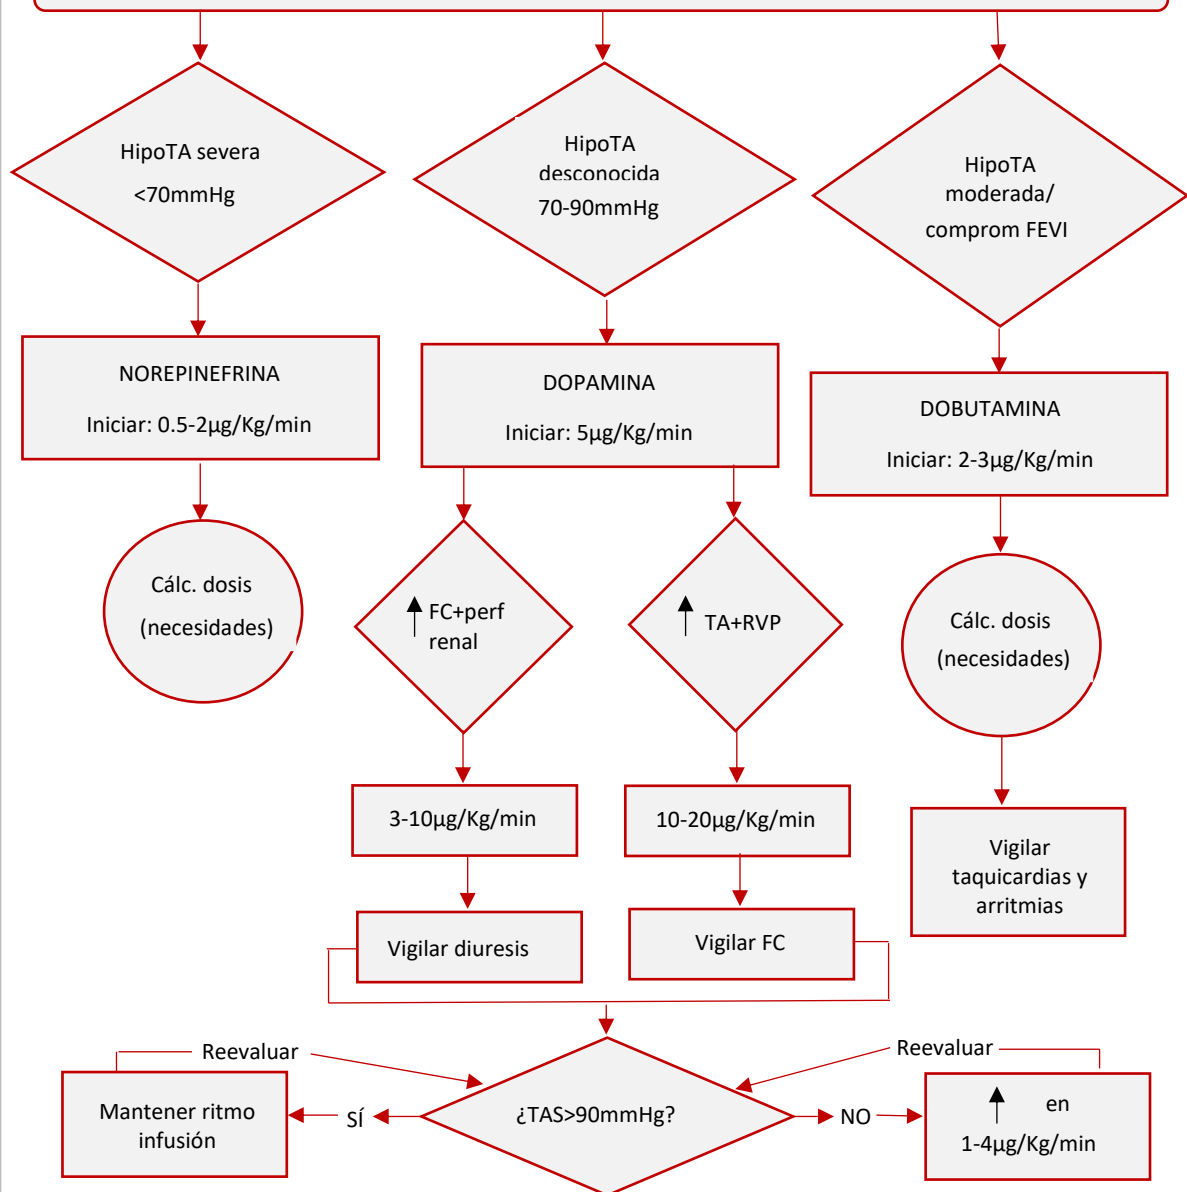 HipoTA severa
<70mmHg
HipoTA
desconocida
70-90mmHg
HipoTA
moderada/
comprom FEVI
NOREPINEFRINA
Iniciar: 0.5-2µg/Kg/min
DOPAMINA
Iniciar: 5µg/Kg/min
DOBUTAMINA
Iniciar: 2-3µg/Kg/min
Cálc. dosis
(necesidades)
FC+perf
renal
TA+RVP
Cálc. dosis
(necesidades)
3-10µg/Kg/min
10-20µg/Kg/min
Vigilar
taquicardias y
arritmias
Vigilar diuresis
Vigilar FC
Reevaluar
Reevaluar
Mantener ritmo
infusión
SÍ
¿TAS>90mmHg?
NO
en
1-4µg/Kg/min